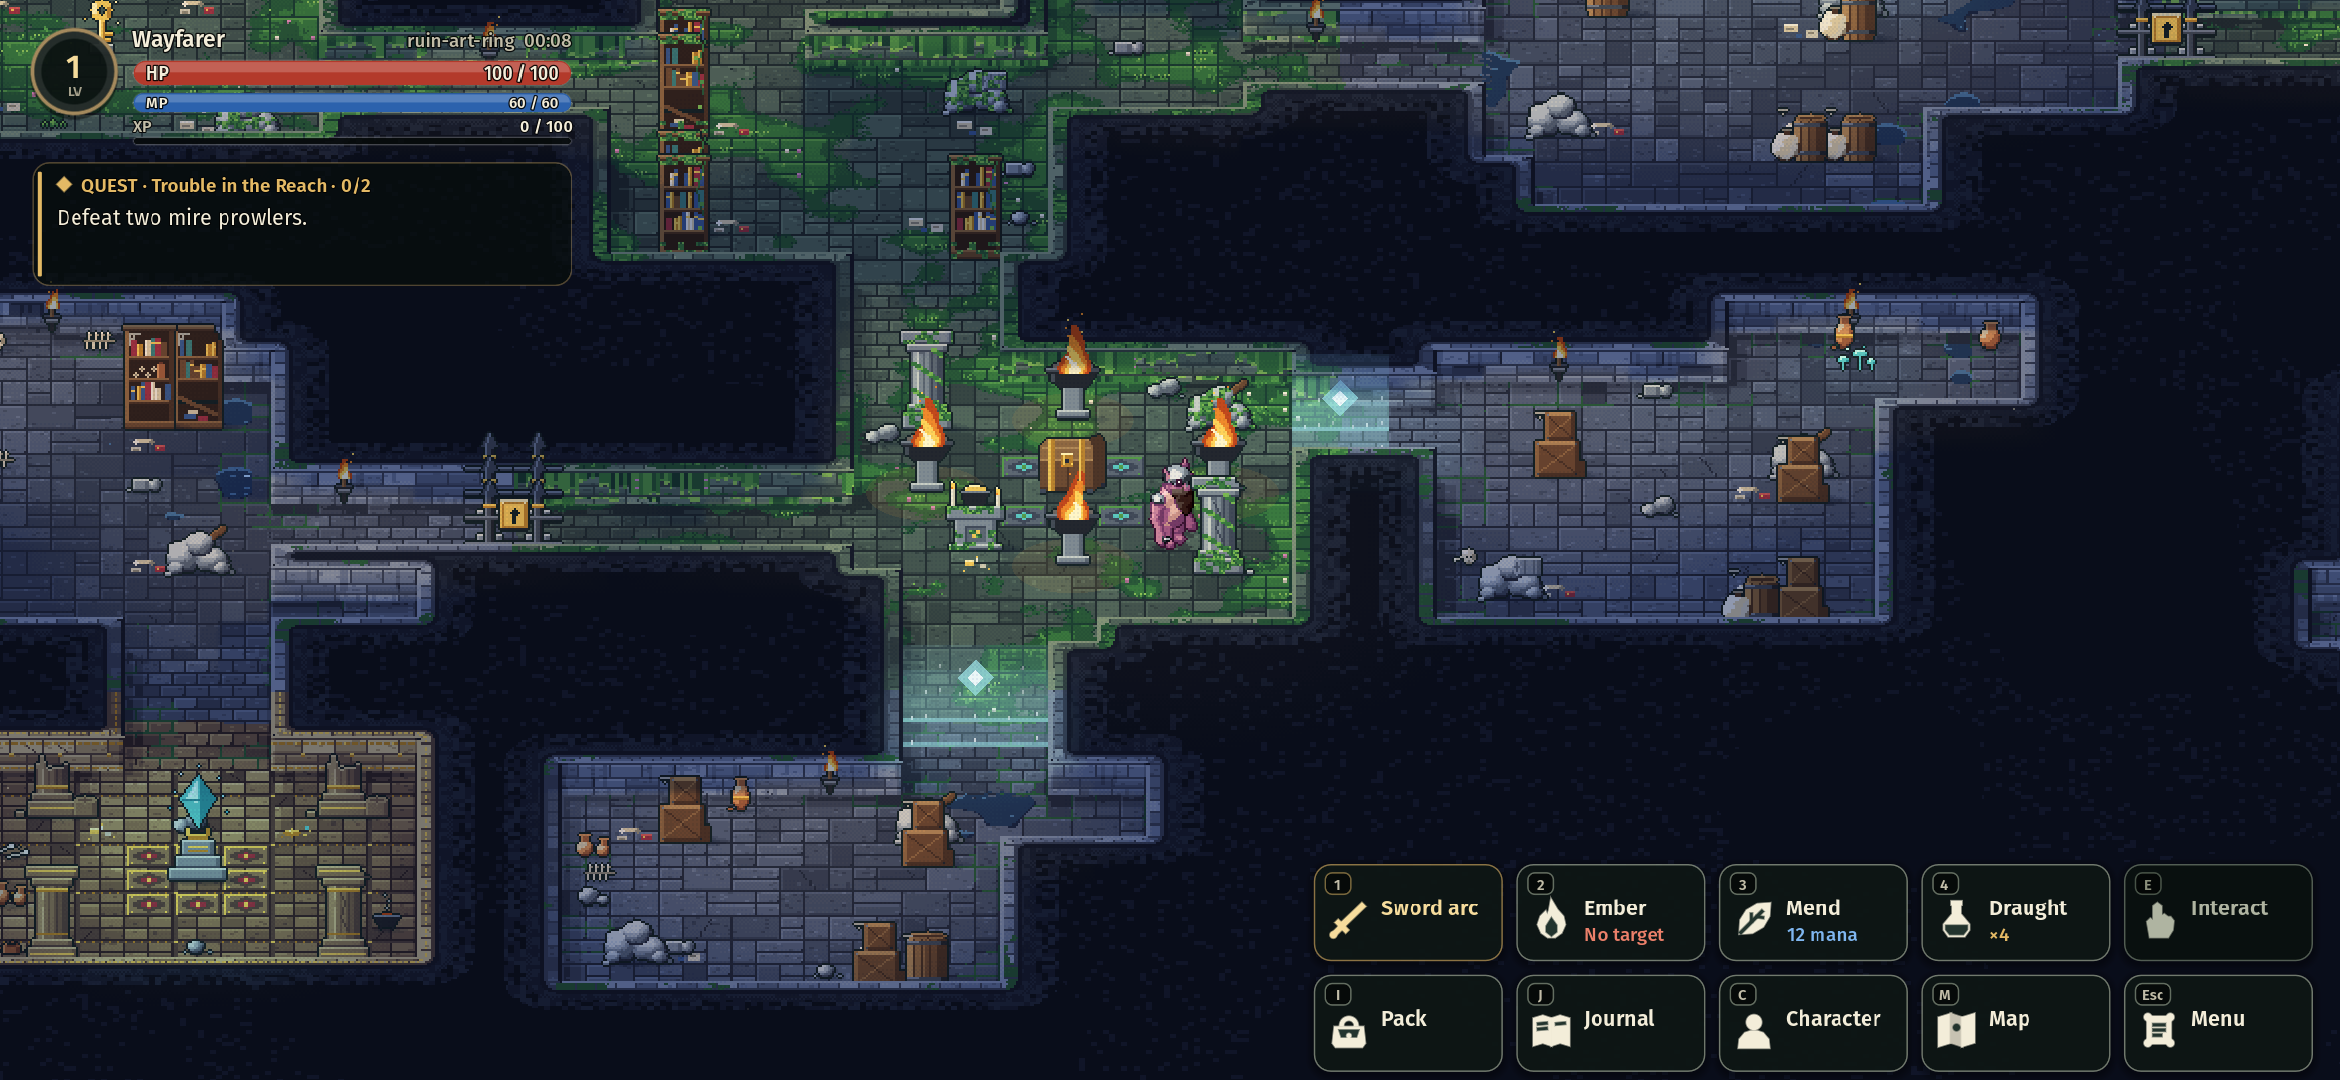 Wayfarer
ruin-art-ring 00:08
1
LV
HP 100 / 100
MP 60 / 60
XP 0 / 100
QUEST · Trouble in the Reach · 0/2
Defeat two mire prowlers.
1 Sword arc
2 Ember
No target
3 Mend
12 mana
4 Draught
×4
E Interact
I Pack
J Journal
C Character
M Map
Esc Menu